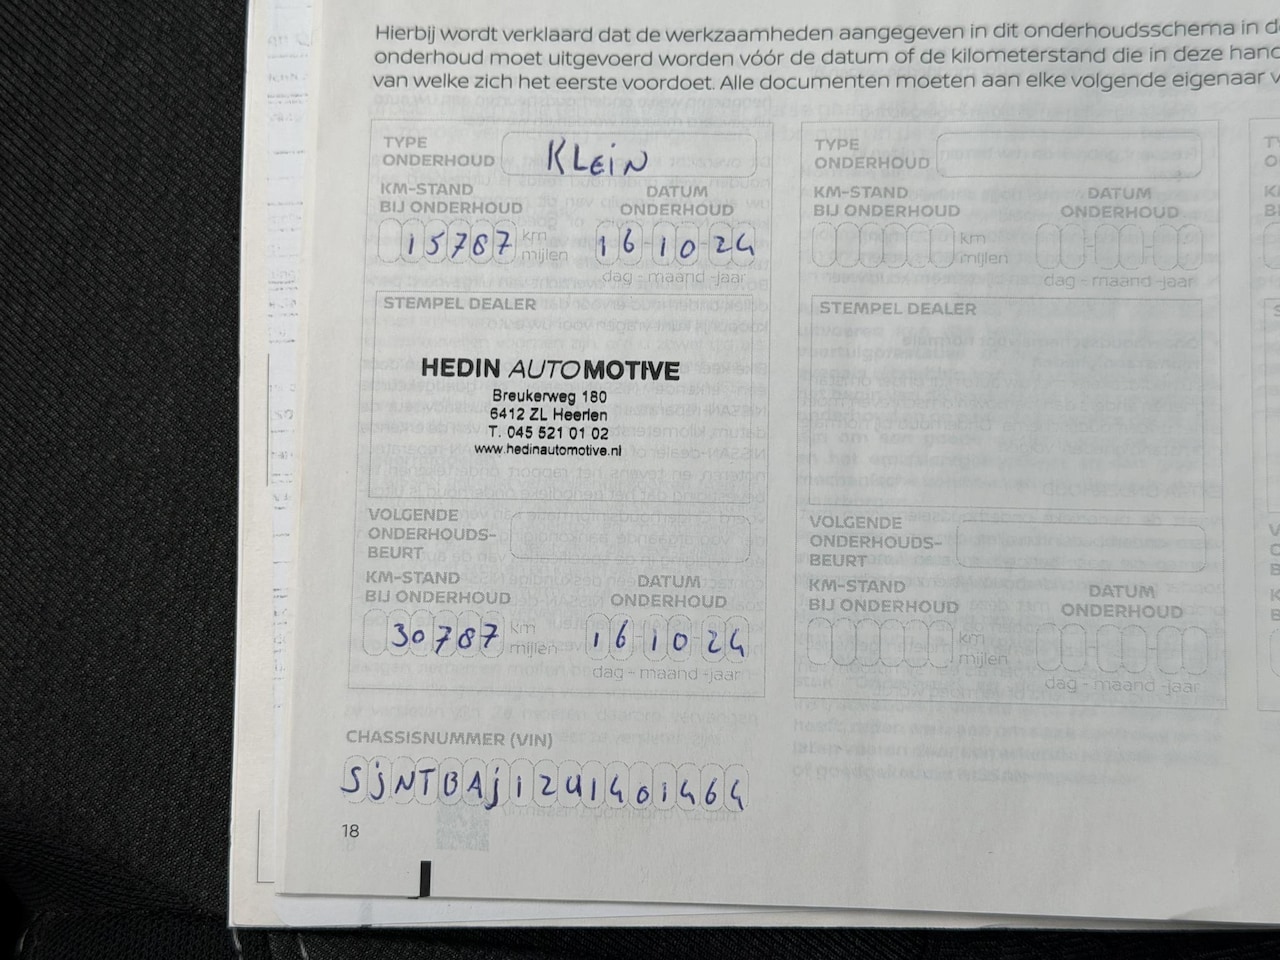 Hierbij wordt verklaard dat de werkzaamheden aangegeven in dit onderhoudsschema in
onderhoud moet uitgevoerd worden vóór de datum of de kilometerstand die in deze
van welke zich het eerste voordoet. Alle documenten moeten aan elke volgende eigenaar
TYPE ONDERHOUD KLEiN
KM-STAND BIJ ONDERHOUD
DATUM ONDERHOUD
15787 km mijlen
16-10-24
dag - maand -jaar
STEMPEL DEALER
HEDIN AUTOMOTIVE
Breukerweg 180
6412 ZL Heerlen
T. 045 521 01 02
www.hedinautomotive.nl
VOLGENDE ONDERHOUDS-
BEURT
KM-STAND BIJ ONDERHOUD
DATUM ONDERHOUD
30787 km mijlen
16-10-24
dag - maand -jaar
CHASSISNUMMER (VIN)
SjNTBAj12U1401464
18
TYPE ONDERHOUD
KM-STAND BIJ ONDERHOUD
DATUM ONDERHOUD
km mijlen
dag - maand -jaar
STEMPEL DEALER
VOLGENDE ONDERHOUDS-
BEURT
KM-STAND BIJ ONDERHOUD
DATUM ONDERHOUD
km mijlen
dag - maand -jaar